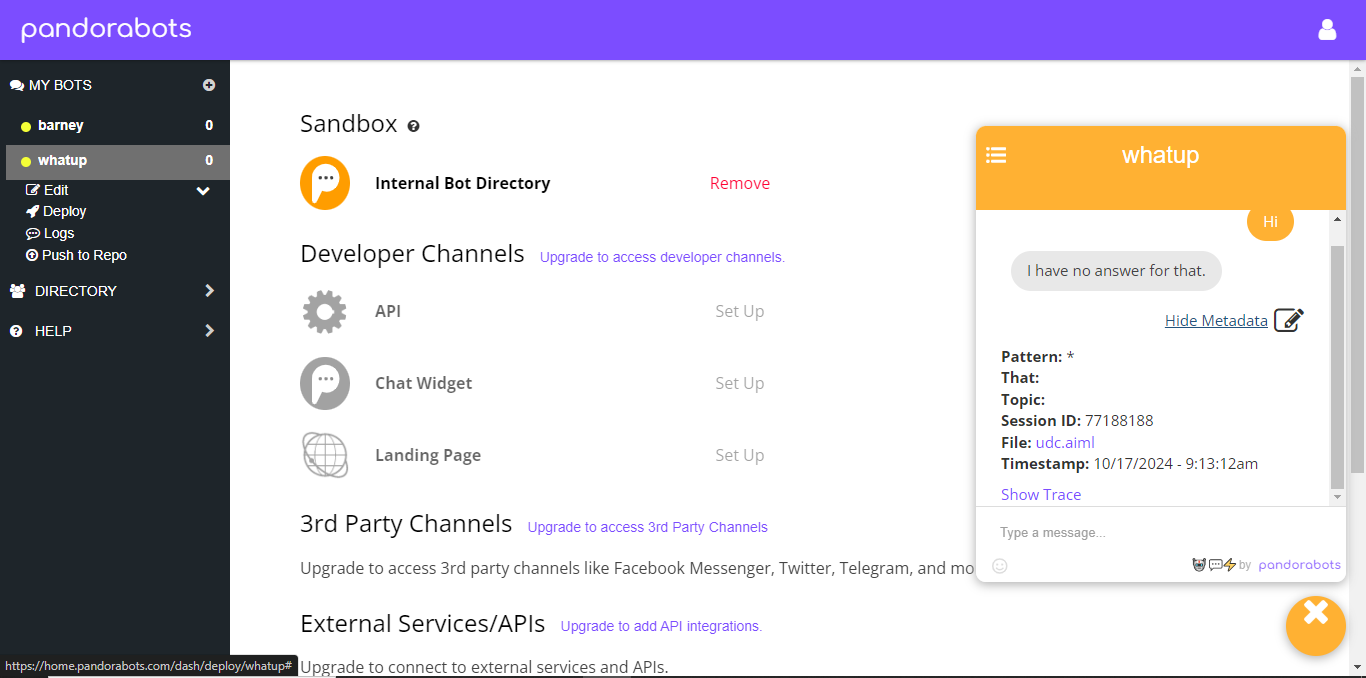 pandorabots
MY BOTS
barney 0
whatup 0
Edit
Deploy
Logs
Push to Repo
DIRECTORY
HELP
Sandbox
Internal Bot Directory Remove
Developer Channels Upgrade to access developer channels.
API Set Up
Chat Widget Set Up
Landing Page Set Up
3rd Party Channels Upgrade to access 3rd Party Channels
Upgrade to access 3rd party channels like Facebook Messenger, Twitter, Telegram, and mo
External Services/APIs Upgrade to add API integrations.
Upgrade to connect to external services and APIs.
whatup
Hi
I have no answer for that.
Hide Metadata
Pattern: *
That:
Topic:
Session ID: 77188188
File: udc.aiml
Timestamp: 10/17/2024 - 9:13:12am
Show Trace
Type a message...
by pandorabots
https://home.pandorabots.com/dash/deploy/whatup#